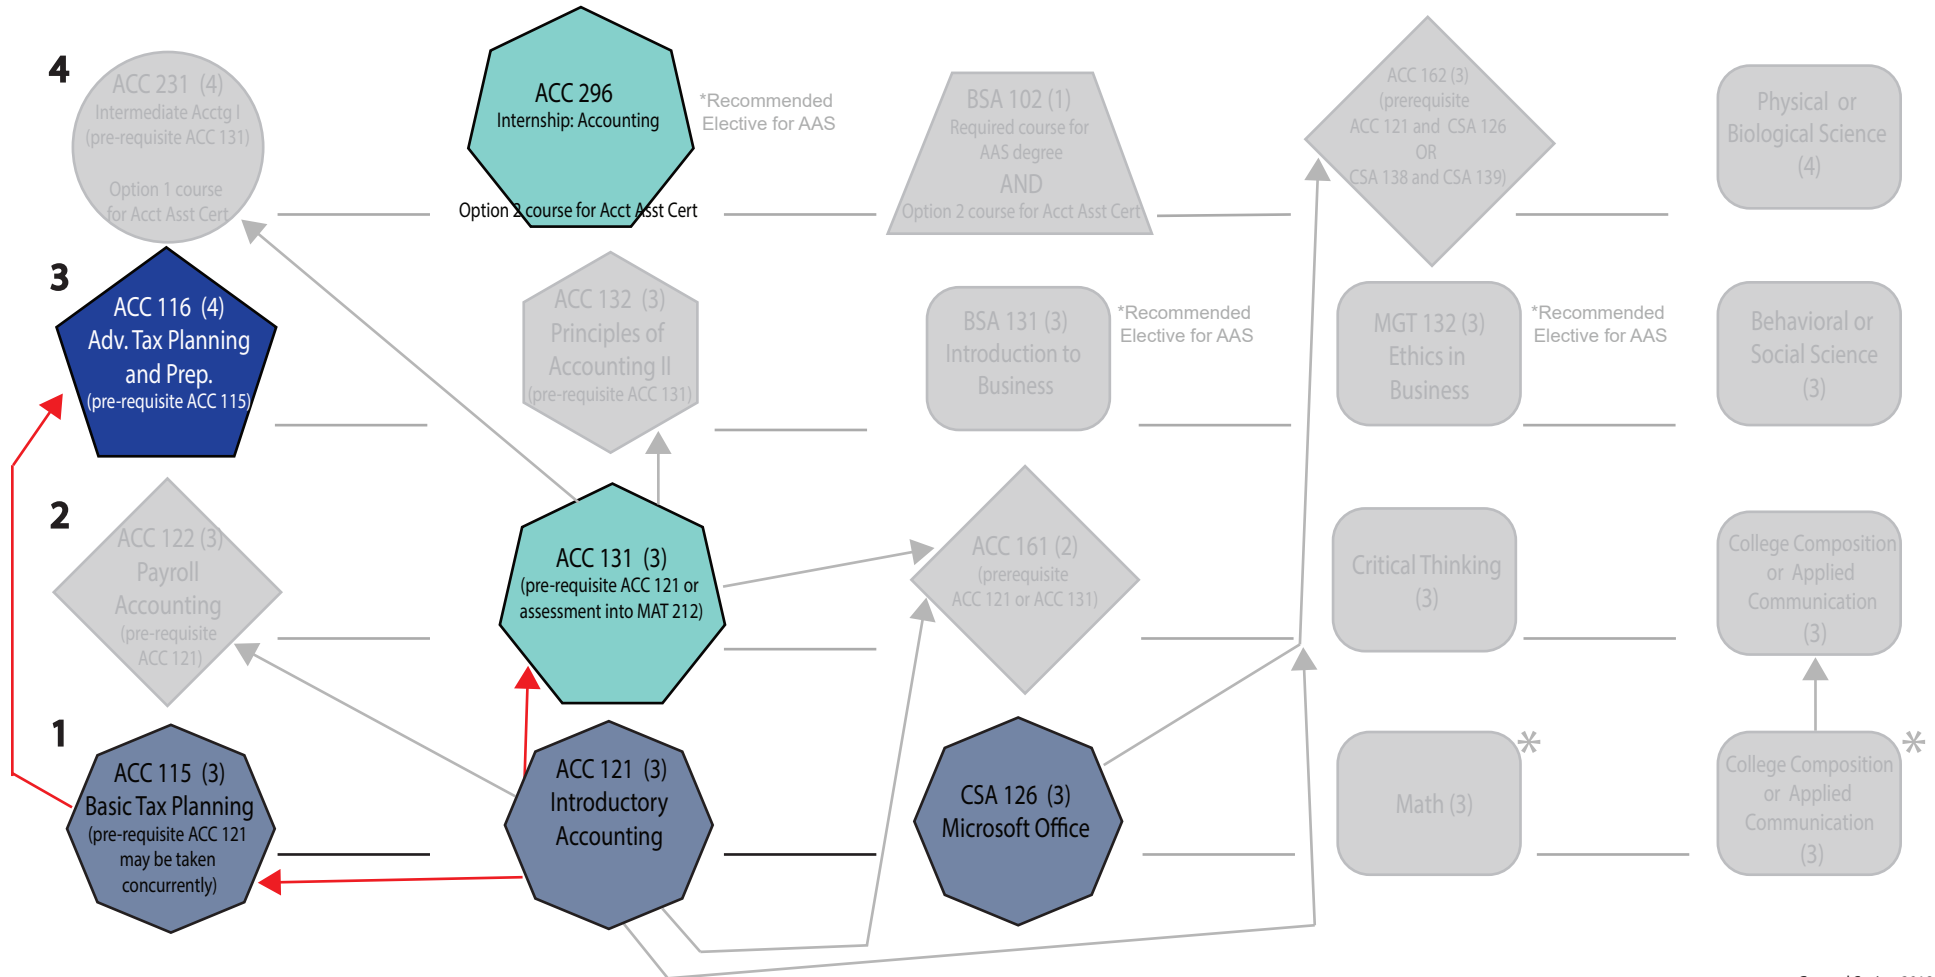 4
ACC 231 (4)
Intermediate Acctg I
(pre-requisite ACC 131)
Option 1 course
for Acct Asst Cert
ACC 296
Internship: Accounting
Option 2 course for Acct Asst Cert
*Recommended
Elective for AAS
BSA 102 (1)
Required course for
AAS degree
AND
Option 2 course for Acct Asst Cert
ACC 162 (3)
(prerequisite
ACC 121 and CSA 126
OR
CSA 138 and CSA 139)
Physical or
Biological Science
(4)
3
ACC 116 (4)
Adv. Tax Planning
and Prep.
(pre-requisite ACC 115)
ACC 132 (3)
Principles of
Accounting II
(pre-requisite ACC 131)
BSA 131 (3)
Introduction to
Business
*Recommended
Elective for AAS
MGT 132 (3)
Ethics in
Business
*Recommended
Elective for AAS
Behavioral or
Social Science
(3)
2
ACC 122 (3)
Payroll
Accounting
(pre-requisite
ACC 121)
ACC 131 (3)
(pre-requisite ACC 121 or
assessment into MAT 212)
ACC 161 (2)
(prerequisite
ACC 121 or ACC 131)
Critical Thinking
(3)
College Composition
or Applied
Communication
(3)
1
ACC 115 (3)
Basic Tax Planning
(pre-requisite ACC 121
may be taken
concurrently)
ACC 121 (3)
Introductory
Accounting
CSA 126 (3)
Microsoft Office
Math (3)
*
College Composition
or Applied
Communication
(3)
*